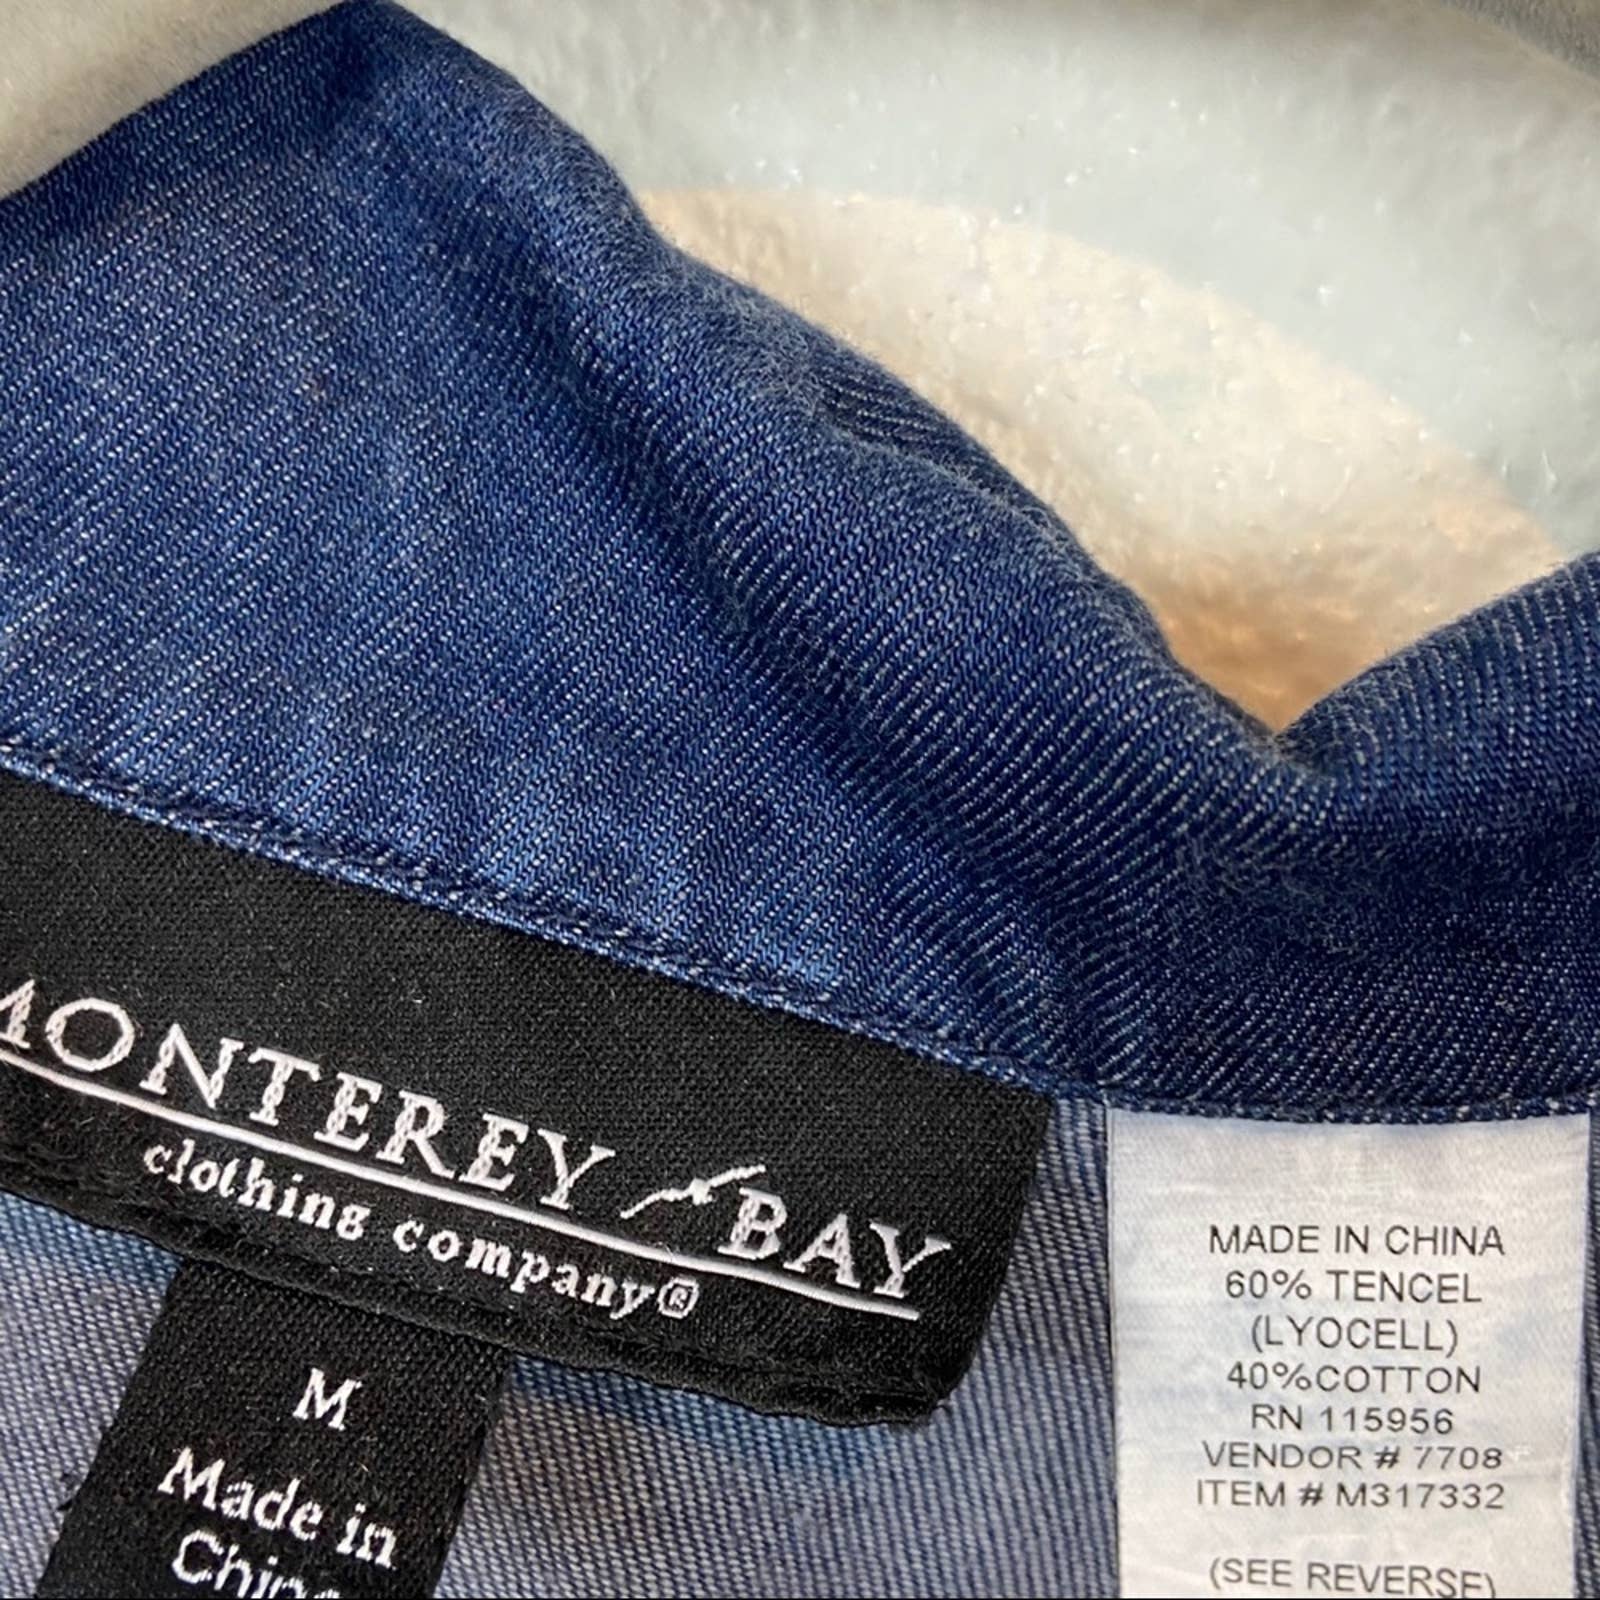 MONTEREY BAY
clothing company®
M
Made in
China
MADE IN CHINA
60% TENCEL
(LYOCELL)
40%COTTON
RN 115956
VENDOR # 7708
ITEM # M317332
(SEE REVERSE)